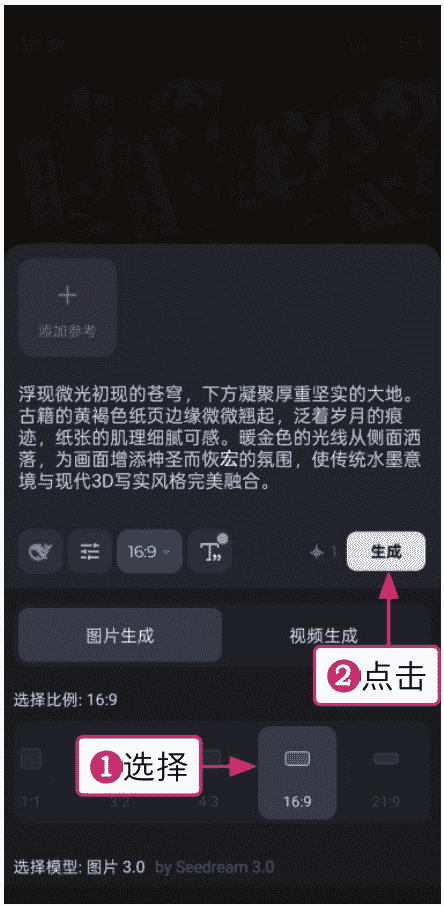 想象
添加参考
浮现微光初现的苍穹，下方凝聚厚重坚实的大地。
古籍的黄褐色纸页边缘微微翘起，泛着岁月的痕
迹，纸张的肌理细腻可感。暖金色的光线从侧面洒
落，为画面增添神圣而恢宏的氛围，使传统水墨意
境与现代3D写实风格完美融合。
16:9
T
1
生成
图片生成
视频生成
❷点击
选择比例: 16:9
❶选择
1:1
3:2
4:3
16:9
21:9
选择模型: 图片 3.0 by Seedream 3.0